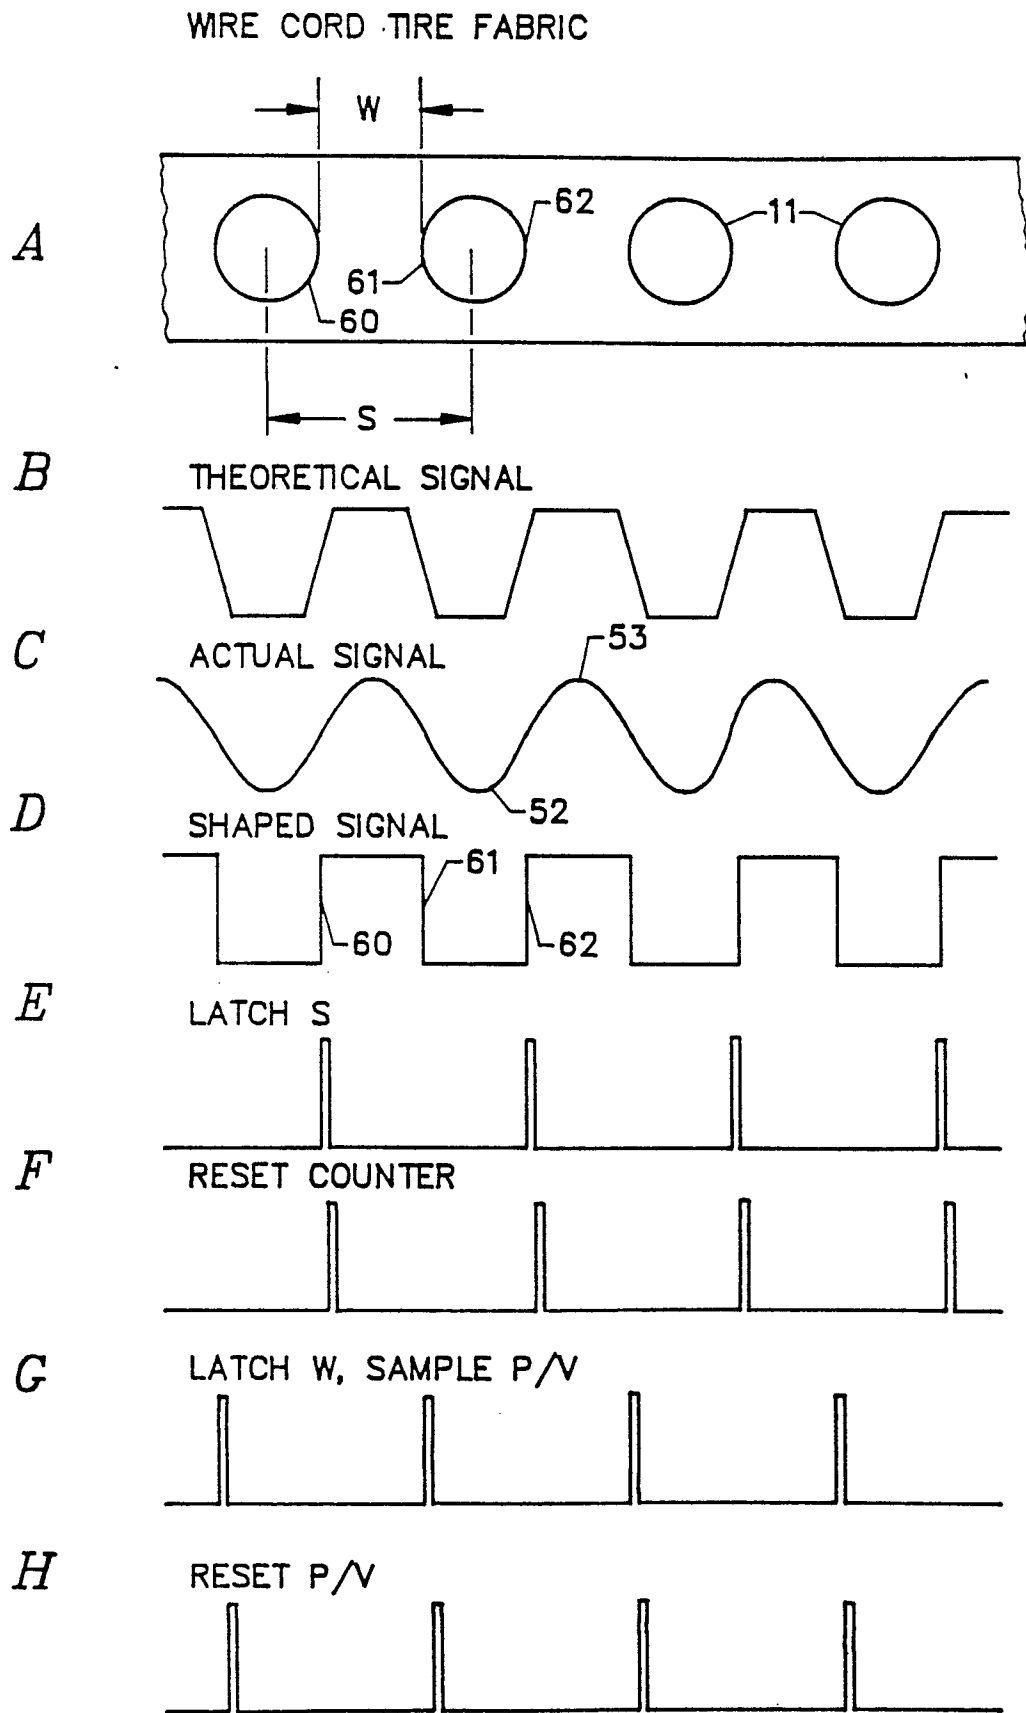 WIRE CORD TIRE FABRIC
W
A
62
11
61
60
S
B
THEORETICAL SIGNAL
C
ACTUAL SIGNAL
53
52
D
SHAPED SIGNAL
61
60
62
E
LATCH S
F
RESET COUNTER
G
LATCH W, SAMPLE P/V
H
RESET P/V